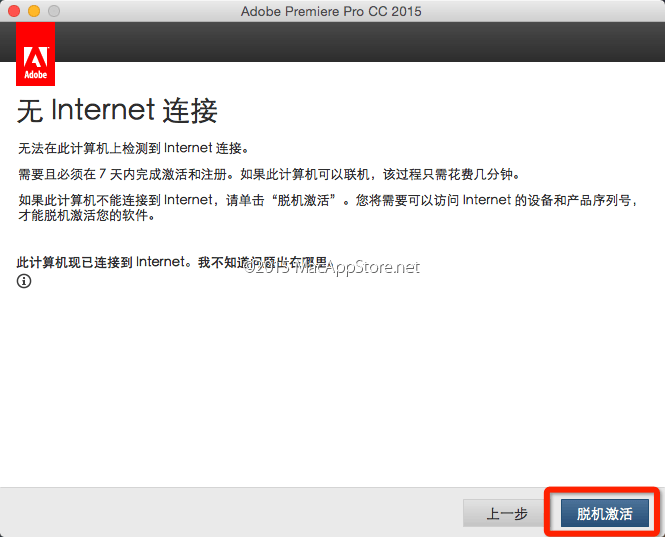 Adobe Premiere Pro CC 2015
Adobe
无 Internet 连接
无法在此计算机上检测到 Internet 连接。
需要且必须在 7 天内完成激活和注册。如果此计算机可以联机，该过程只需花费几分钟。
如果此计算机不能连接到 Internet，请单击“脱机激活”。您将需要可以访问 Internet 的设备和产品序列号，
才能脱机激活您的软件。
此计算机现已连接到 Internet。我不知道问题出在哪里。
©2015 MacAppStore.net
上一步
脱机激活